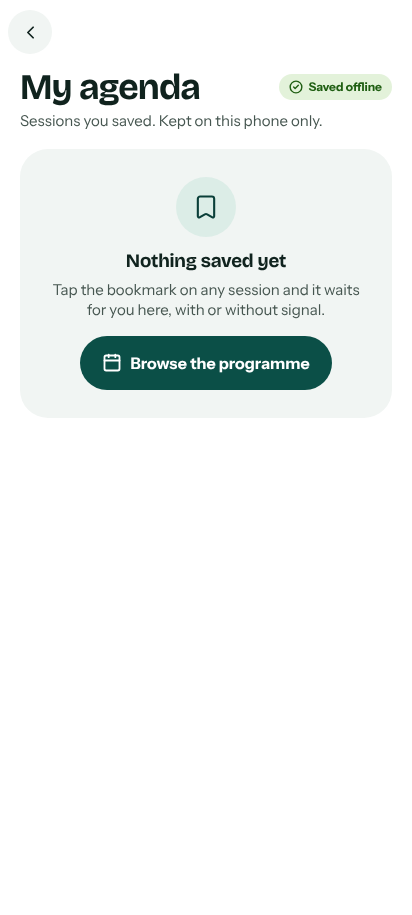 My agenda
Saved offline
Sessions you saved. Kept on this phone only.
Nothing saved yet
Tap the bookmark on any session and it waits
for you here, with or without signal.
Browse the programme